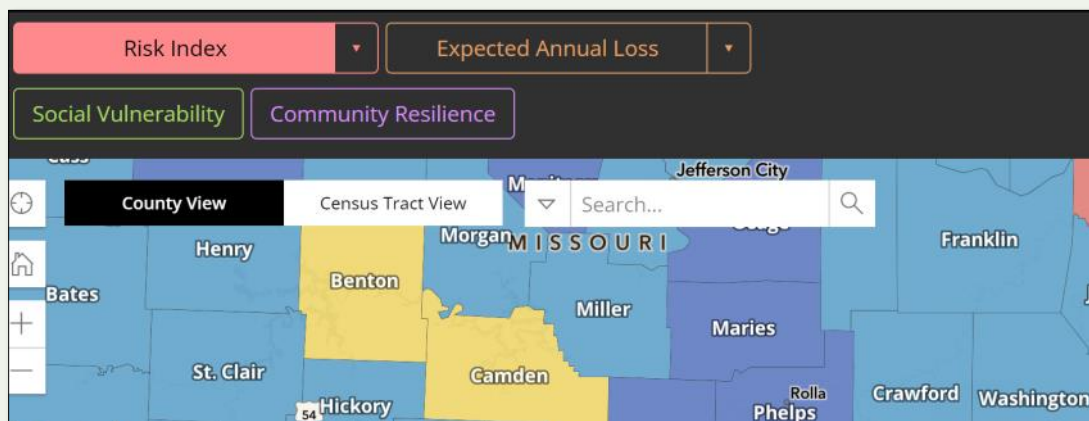 Risk Index
Expected Annual Loss
Social Vulnerability
Community Resilience
Jefferson City
County View
Census Tract View
Search...
Morgan
MISSOURI
Henry
Franklin
Benton
Bates
Miller
Maries
St. Clair
Camden
Rolla
Crawford
Washington
54
Hickory
Phelps